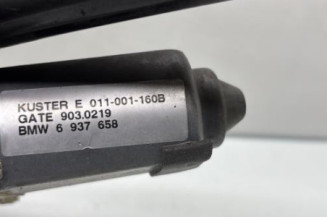 KUSTER E 011-001-160B
GATE 903.0219
BMW 6 937 658